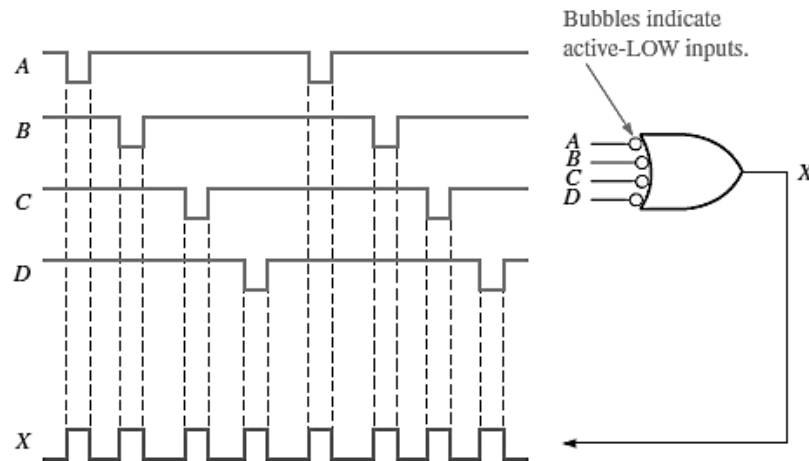 Bubbles indicate
active-LOW inputs.
A
B
C
D
X
A
B
C
D
X